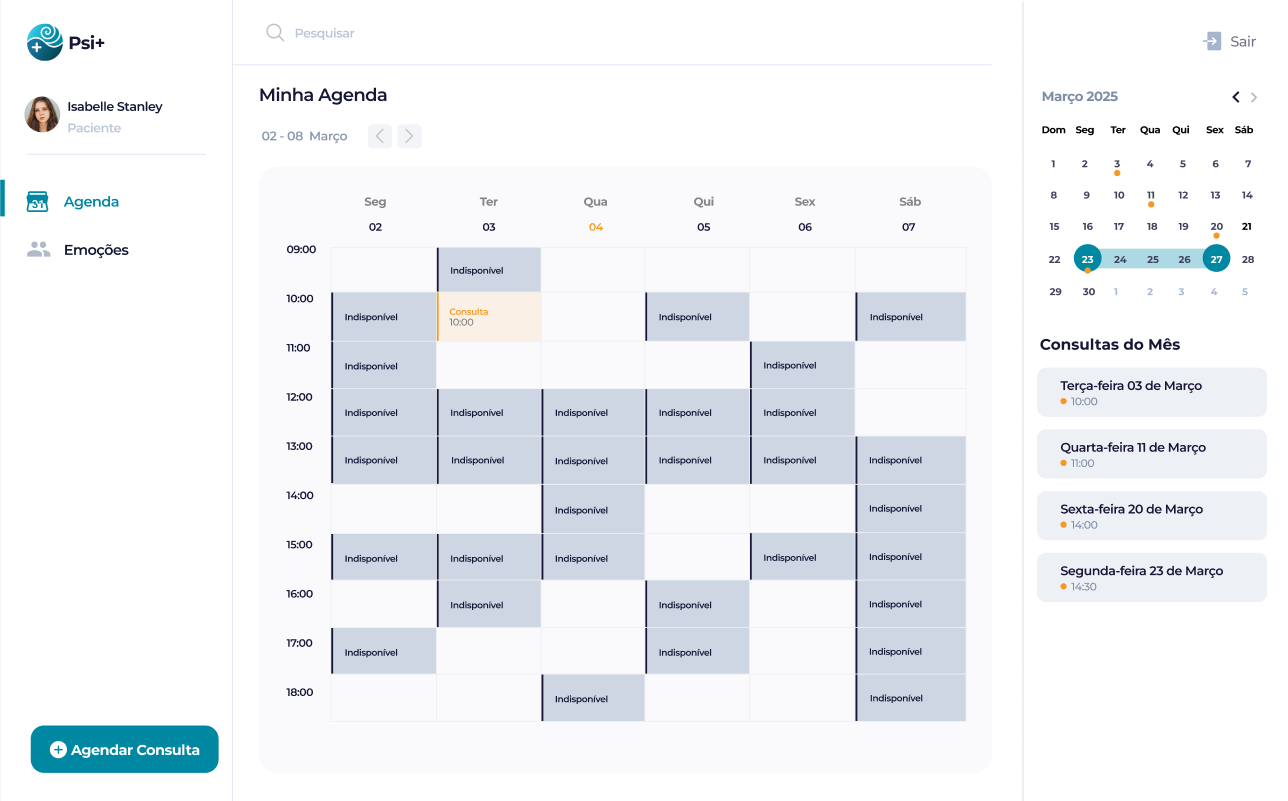 Psi+
Isabelle Stanley
Paciente
Agenda
Emoções
Agendar Consulta
Pesquisar
Minha Agenda
02 - 08 Março
Seg Ter Qua Qui Sex Sáb
02 03 04 05 06 07
09:00
Indisponível
10:00
Indisponível Consulta Indisponível Indisponível
10:00
11:00
Indisponível Indisponível
12:00
Indisponível Indisponível Indisponível Indisponível Indisponível
13:00
Indisponível Indisponível Indisponível Indisponível Indisponível Indisponível
14:00
Indisponível Indisponível
15:00
Indisponível Indisponível Indisponível Indisponível Indisponível
16:00
Indisponível Indisponível Indisponível
17:00
Indisponível Indisponível Indisponível
18:00
Indisponível Indisponível
Sair
Março 2025
Dom Seg Ter Qua Qui Sex Sáb
1 2 3 4 5 6 7
8 9 10 11 12 13 14
15 16 17 18 19 20 21
22 23 24 25 26 27 28
29 30 1 2 3 4 5
Consultas do Mês
Terça-feira 03 de Março
10:00
Quarta-feira 11 de Março
11:00
Sexta-feira 20 de Março
14:00
Segunda-feira 23 de Março
14:30